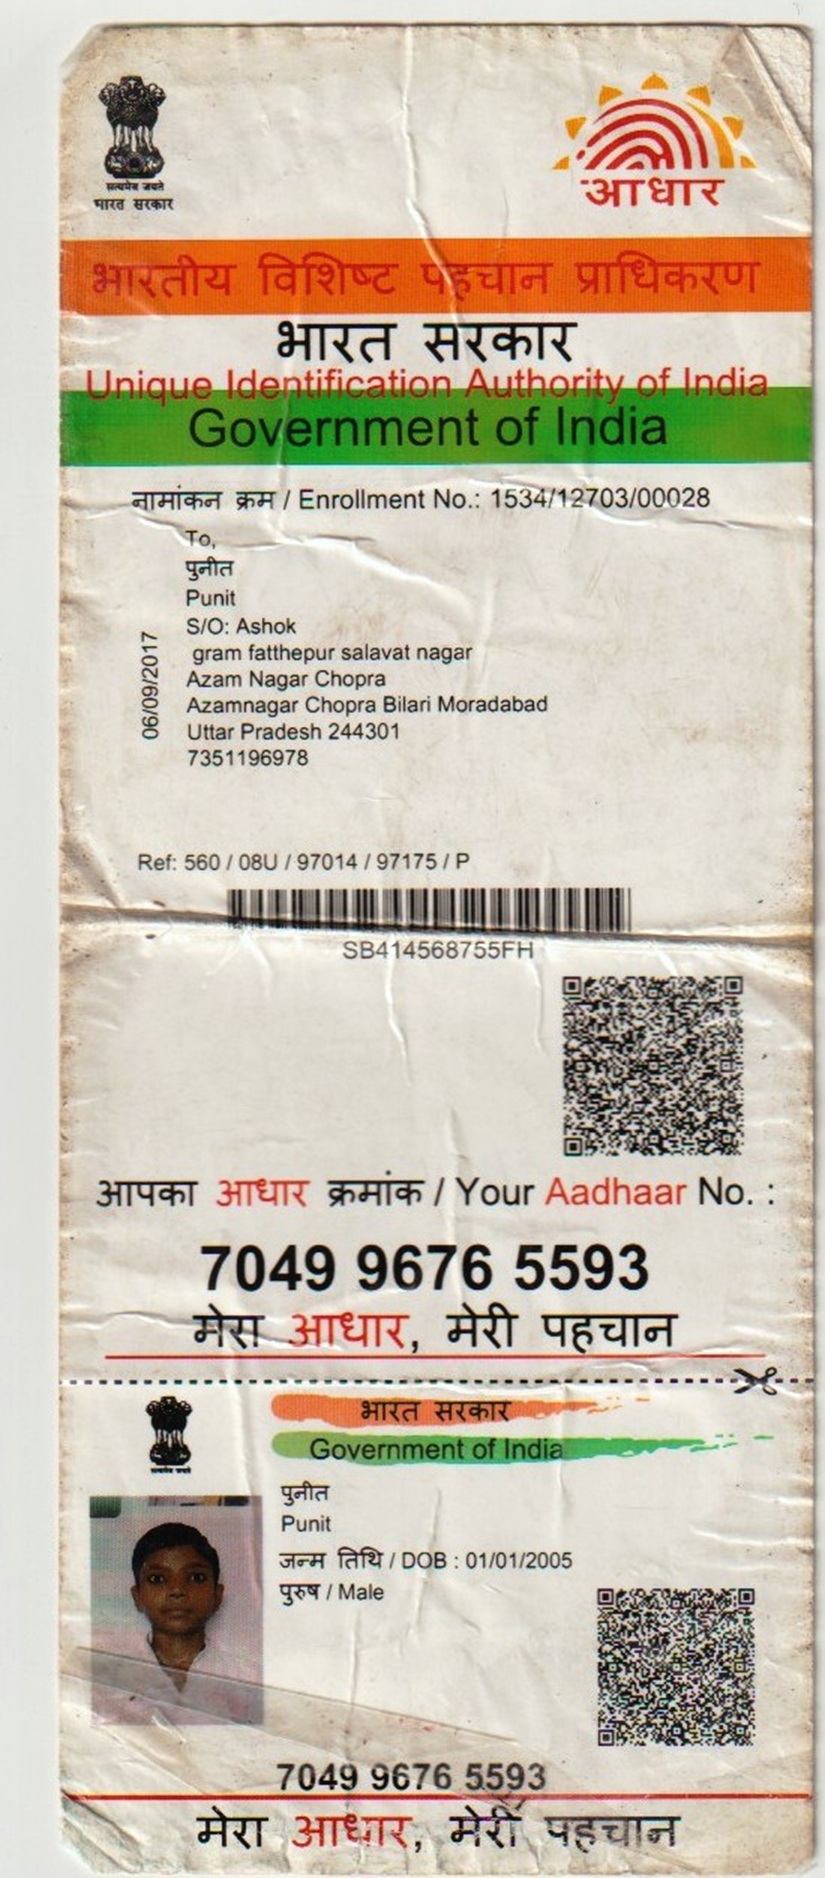 सत्यमेव जयते
भारत सरकार
आधार
भारतीय विशिष्ट पहचान प्राधिकरण
भारत सरकार
Unique Identification Authority of India
Government of India
नामांकन क्रम / Enrollment No.: 1534/12703/00028
To,
पुनीत
Punit
S/O: Ashok
gram fatthepur salavat nagar
Azam Nagar Chopra
Azamnagar Chopra Bilari Moradabad
Uttar Pradesh 244301
7351196978
06/09/2017
Ref: 560 / 08U / 97014 / 97175 / P
SB414568755FH
आपका आधार क्रमांक / Your Aadhaar No. :
7049 9676 5593
मेरा आधार, मेरी पहचान
भारत सरकार
Government of India
सत्यमेव जयते
पुनीत
Punit
जन्म तिथि / DOB : 01/01/2005
पुरुष / Male
7049 9676 5593
मेरा आधार, मेरी पहचान